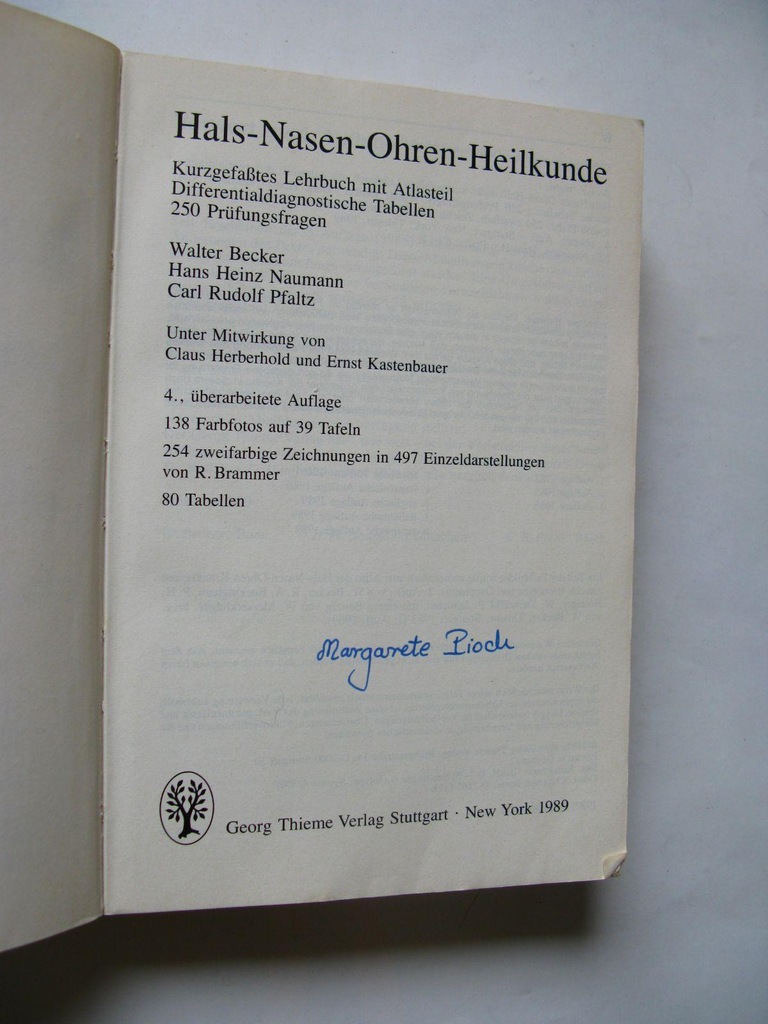 Hals-Nasen-Ohren-Heilkunde
Kurzgefaßtes Lehrbuch mit Atlasteil
Differentialdiagnostische Tabellen
250 Prüfungsfragen
Walter Becker
Hans Heinz Naumann
Carl Rudolf Pfaltz
Unter Mitwirkung von
Claus Herberhold und Ernst Kastenbauer
4., überarbeitete Auflage
138 Farbfotos auf 39 Tafeln
254 zweifarbige Zeichnungen in 497 Einzeldarstellungen
von R. Brammer
80 Tabellen
Margarete Pioch
Georg Thieme Verlag Stuttgart · New York 1989